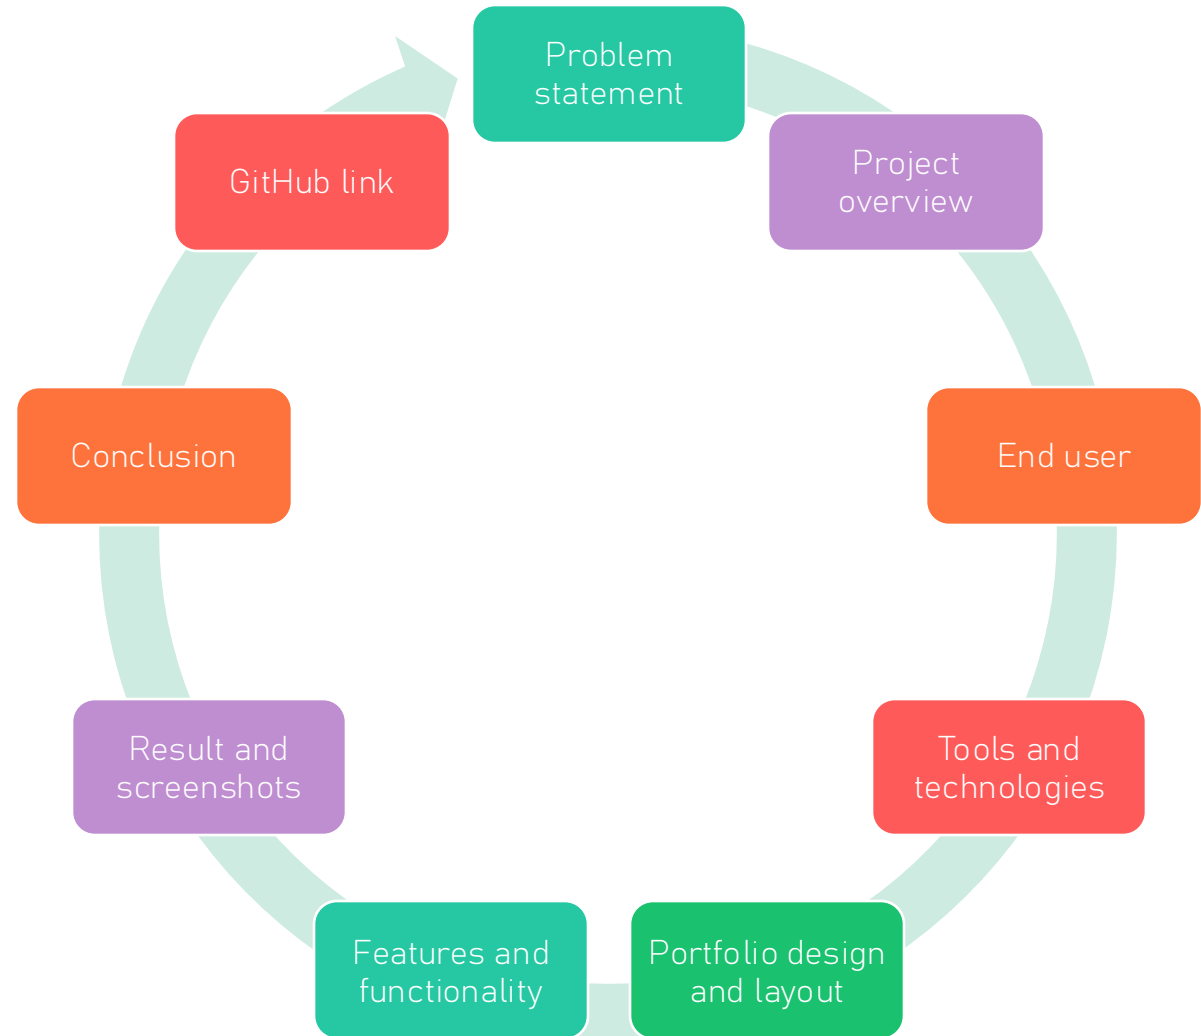 Problem
statement
Project
overview
End user
Tools and
technologies
Portfolio design
and layout
Features and
functionality
Result and
screenshots
Conclusion
GitHub link